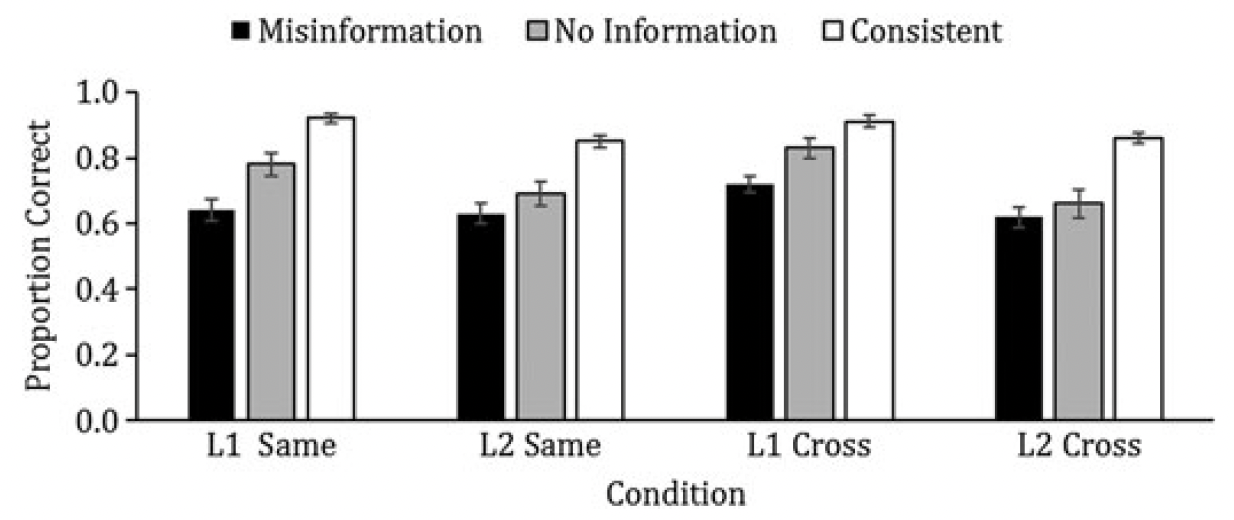 Misinformation No Information Consistent
Proportion Correct
1.0
0.8
0.6
0.4
0.2
0.0
L1 Same L2 Same L1 Cross L2 Cross
Condition